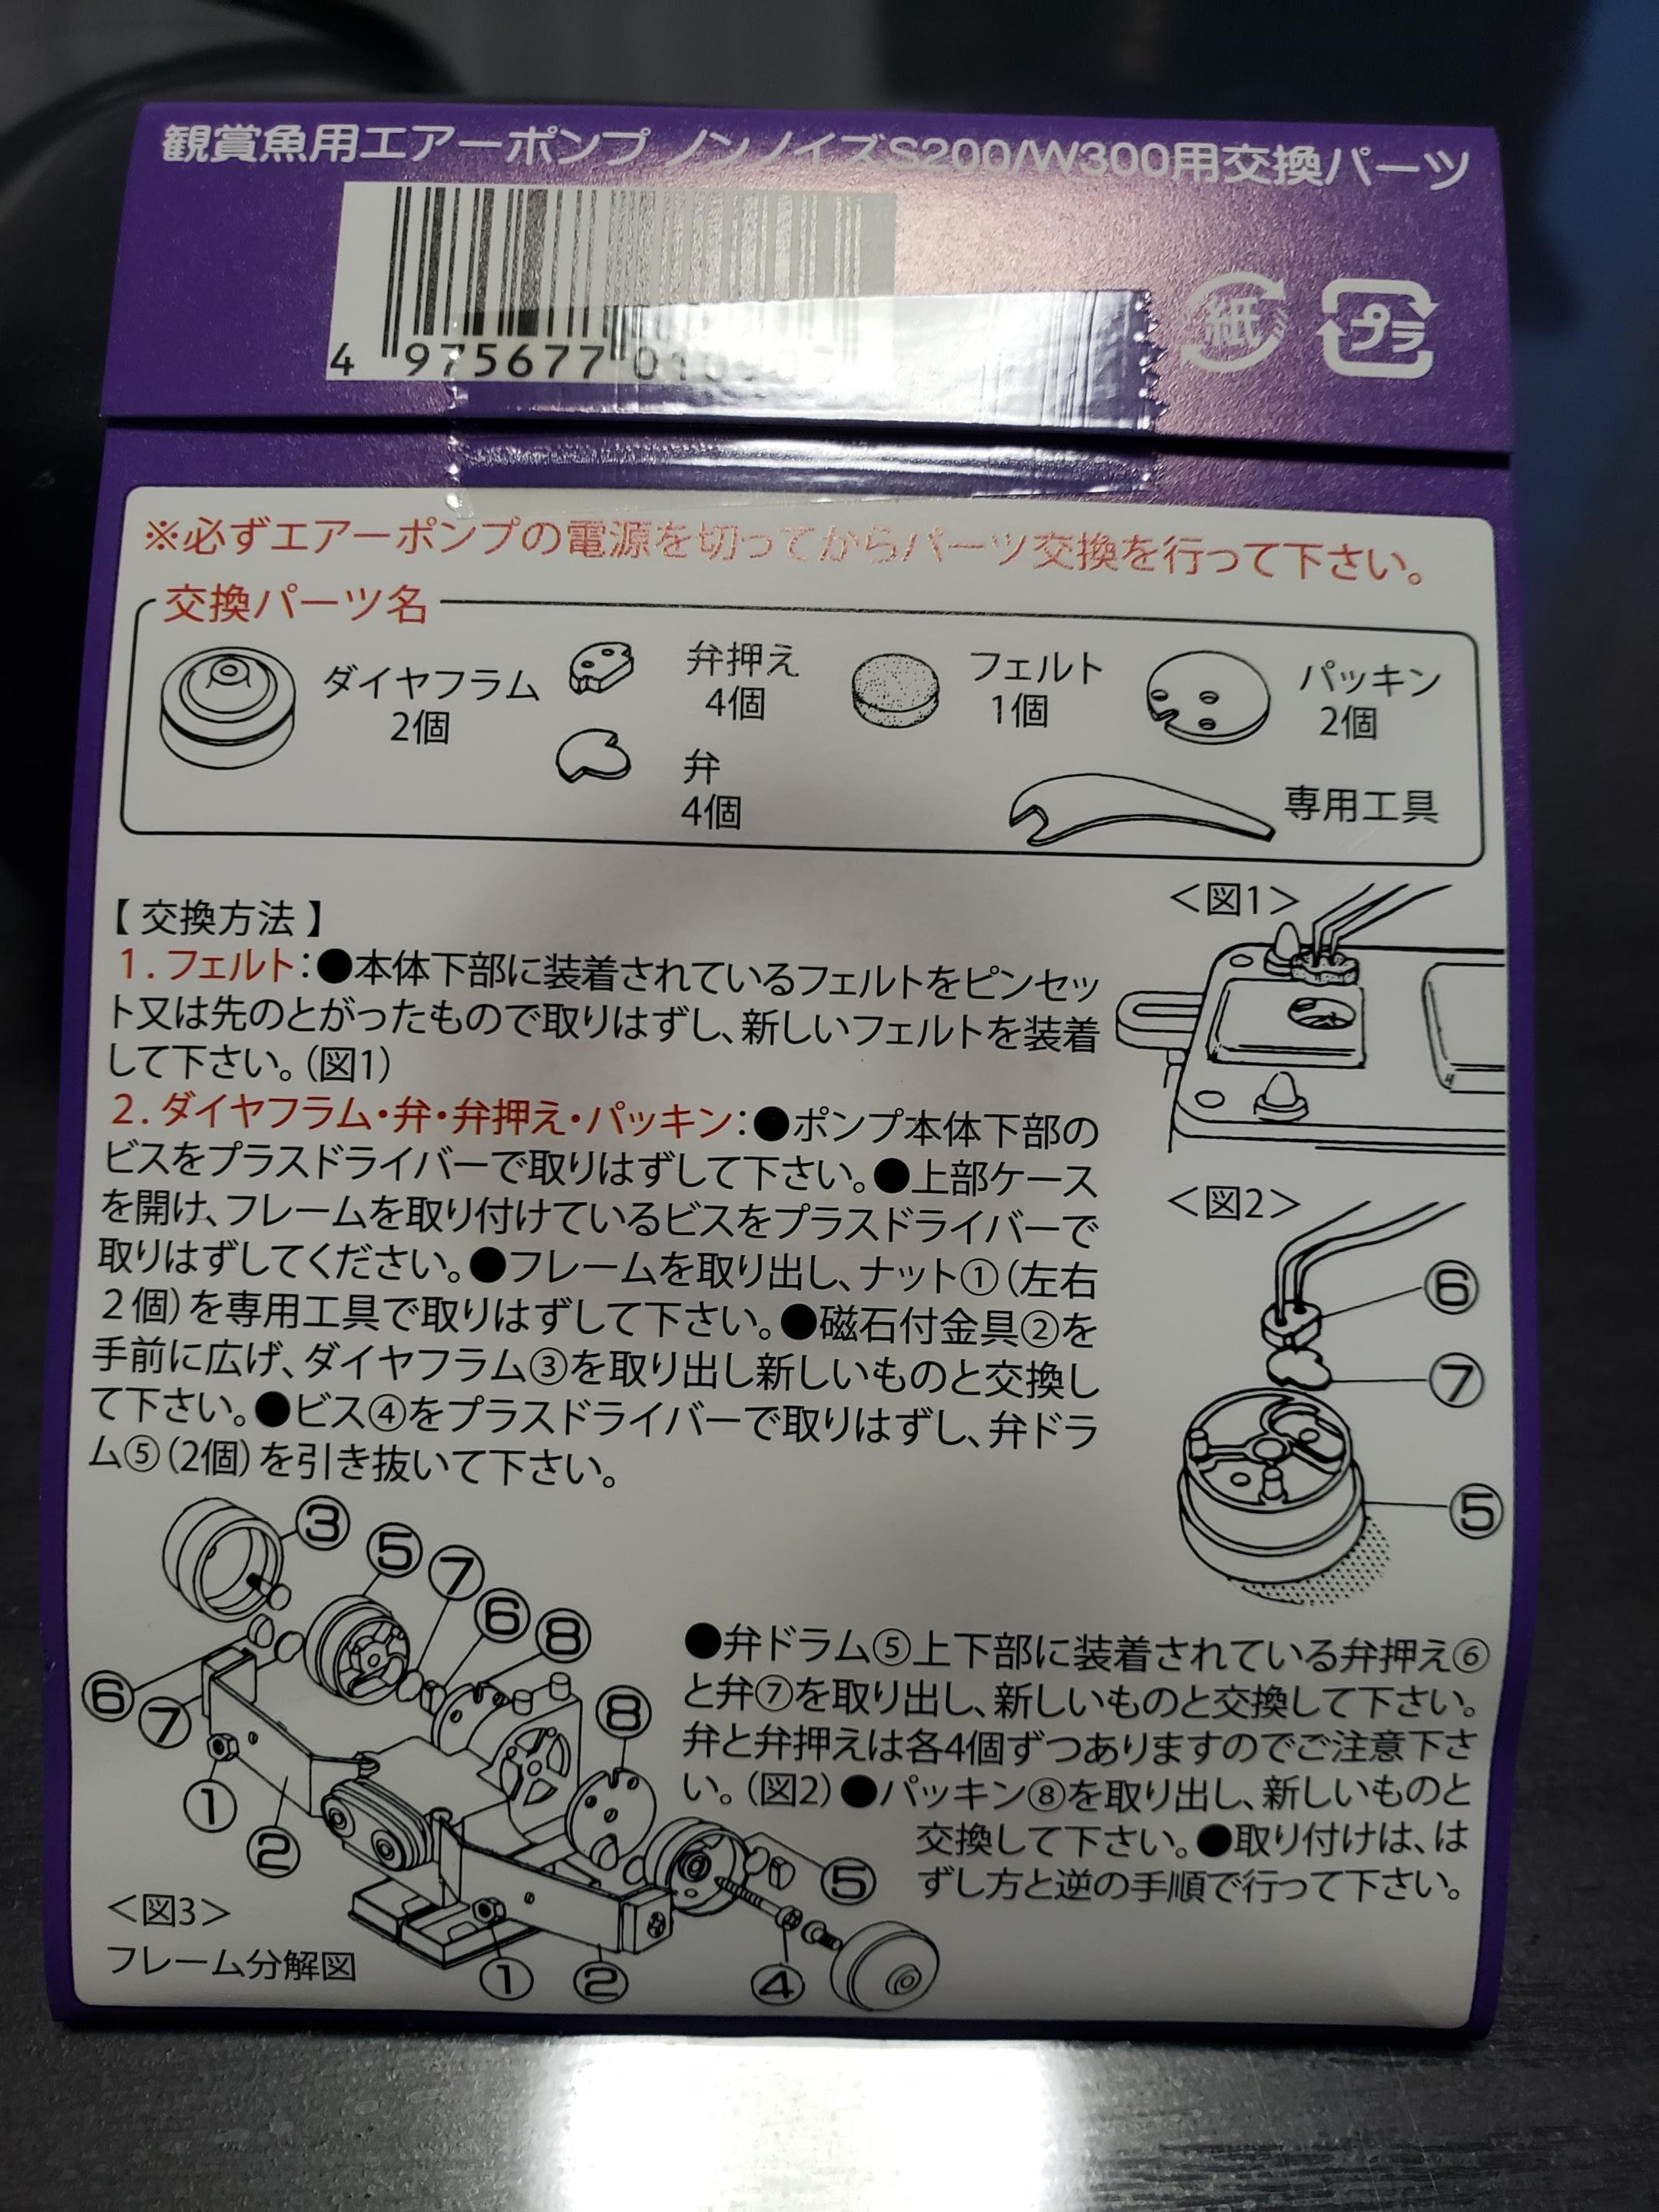 観賞魚用エアーポンプ ノンノイズS200/W300用交換パーツ
4 975677 010
紙 プラ
※必ずエアーポンプの電源を切ってからパーツ交換を行って下さい。
交換パーツ名
ダイヤフラム
2個
弁押え
4個
弁
4個
フェルト
1個
パッキン
2個
専用工具
【 交換方法 】
1. フェルト：●本体下部に装着されているフェルトをピンセッ
ト又は先のとがったもので取りはずし、新しいフェルトを装着
して下さい。（図1）
2. ダイヤフラム・弁・弁押え・パッキン：●ポンプ本体下部の
ビスをプラスドライバーで取りはずして下さい。●上部ケース
を開け、フレームを取り付けているビスをプラスドライバーで
取りはずしてください。●フレームを取り出し、ナット①（左右
２個）を専用工具で取りはずして下さい。●磁石付金具②を
手前に広げ、ダイヤフラム③を取り出し新しいものと交換し
て下さい。●ビス④をプラスドライバーで取りはずし、弁ドラ
ム⑤（2個）を引き抜いて下さい。
<図1>
<図2>
⑥
⑦
⑤
●弁ドラム⑤上下部に装着されている弁押え⑥
と弁⑦を取り出し、新しいものと交換して下さい。
弁と弁押えは各4個ずつありますのでご注意下さ
い。（図2）●パッキン⑧を取り出し、新しいものと
交換して下さい。●取り付けは、は
ずし方と逆の手順で行って下さい。
③
⑤
⑦
⑥
⑧
⑥
⑦
⑧
①
②
⑤
①
②
④
<図3>
フレーム分解図